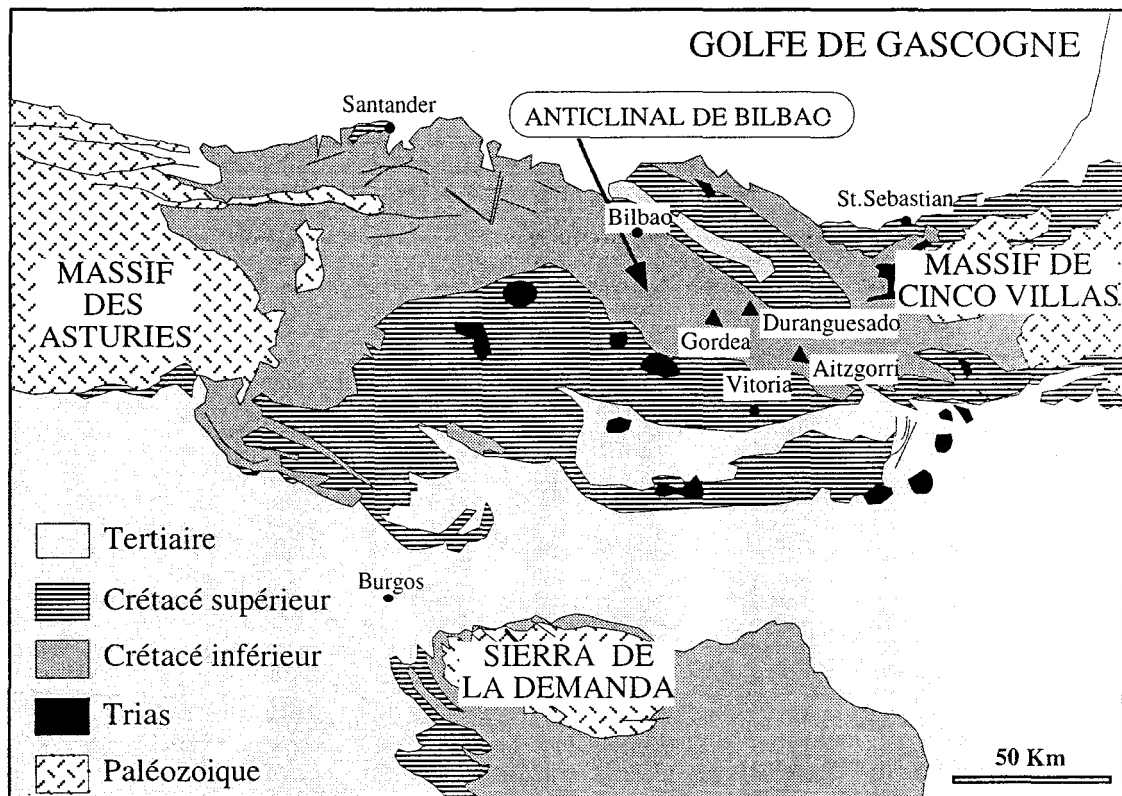 GOLFE DE GASCOGNE
Santander
ANTICLINAL DE BILBAO
St.Sebastian
Bilbao
MASSIF
DES
ASTURIES
MASSIF DE
CINCO VILLAS
Duranguesado
Gordea
Aitzgorri
Vitoria
Tertiaire
Crétacé supérieur
Crétacé inférieur
Trias
Paléozoique
Burgos
SIERRA DE
LA DEMANDA
50 Km